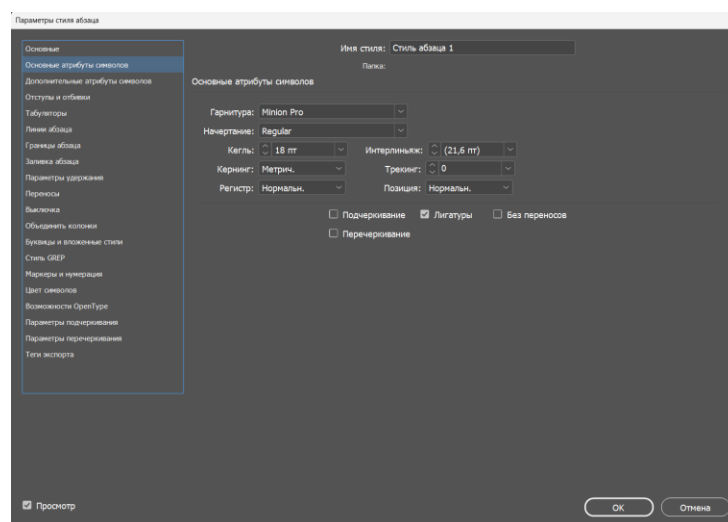 Параметры стиля абзаца
Основные
Основные атрибуты символов
Дополнительные атрибуты символов
Отступы и отбивки
Табуляторы
Линии абзаца
Границы абзаца
Заливка абзаца
Параметры удержания
Переносы
Выключка
Объединить колонки
Буквицы и вложенные стили
Стиль GREP
Маркеры и нумерация
Цвет символов
Возможности OpenType
Параметры подчеркивания
Параметры перечеркивания
Теги экспорта
Имя стиля: Стиль абзаца 1
Папка:
Основные атрибуты символов
Гарнитура: Minion Pro
Начертание: Regular
Кегль: 18 пт Интерлиньяж: (21,6 пт)
Кернинг: Метрич. Трекинг: 0
Регистр: Нормальн. Позиция: Нормальн.
Подчеркивание Лигатуры Без переносов
Перечеркивание
Просмотр
ОК Отмена